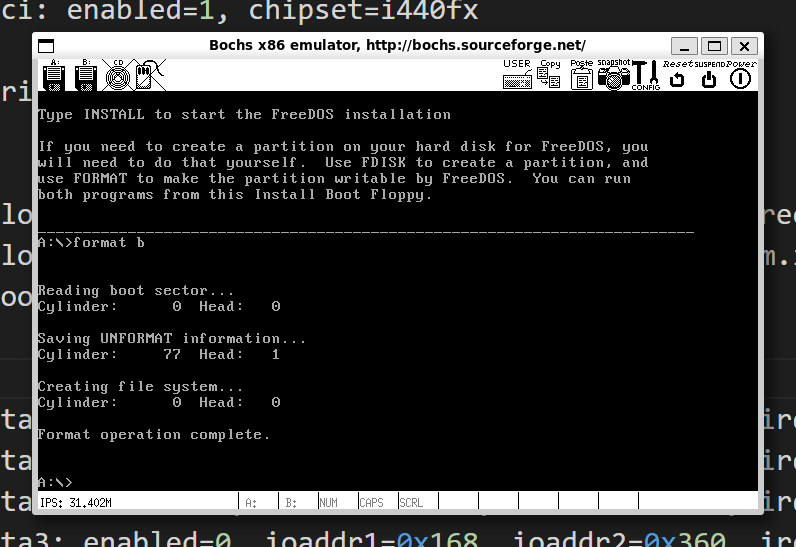 ci: enabled=1, chipset=i440fx
Bochs x86 emulator, http://bochs.sourceforge.net/
A: B: CD
USER Copy Paste snapshot CONFIG Reset SUSPEND Power
ri
Type INSTALL to start the FreeDOS installation
If you need to create a partition on your hard disk for FreeDOS, you
will need to do that yourself.  Use FDISK to create a partition, and
use FORMAT to make the partition writable by FreeDOS.  You can run
both programs from this Install Boot Floppy.
lo
ree
A:\>format b
lo
m.i
Reading boot sector...
oo
Cylinder:      0  Head:   0
Saving UNFORMAT information...
Cylinder:     77  Head:   1
Creating file system...
Cylinder:      0  Head:   0
ta
Format operation complete.
ta
A:\>
ta
IPS: 31.402M A: B: NUM CAPS SCRL
ta3: enabled=0, ioaddr1=0x168, ioaddr2=0x360, irq